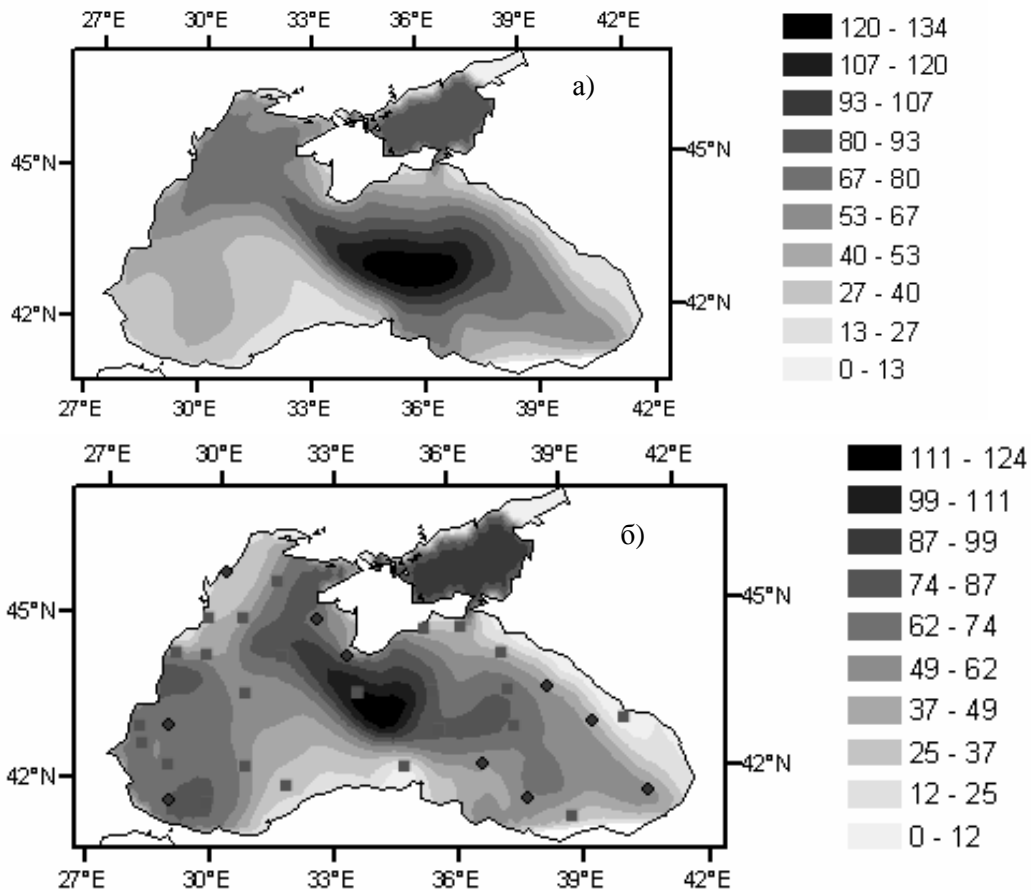 27°E 30°E 33°E 36°E 39°E 42°E
а)
45°N 45°N
42°N 42°N
27°E 30°E 33°E 36°E 39°E 42°E
120 - 134
107 - 120
93 - 107
80 - 93
67 - 80
53 - 67
40 - 53
27 - 40
13 - 27
0 - 13
27°E 30°E 33°E 36°E 39°E 42°E
б)
45°N 45°N
42°N 42°N
27°E 30°E 33°E 36°E 39°E 42°E
111 - 124
99 - 111
87 - 99
74 - 87
62 - 74
49 - 62
37 - 49
25 - 37
12 - 25
0 - 12